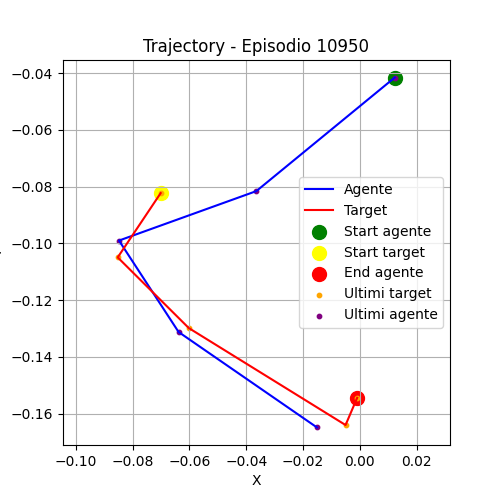 Trajectory - Episodio 10950
−0.04
−0.06
−0.08
−0.10
−0.12
−0.14
−0.16
Agente
Target
Start agente
Start target
End agente
Ultimi target
Ultimi agente
−0.10 −0.08 −0.06 −0.04 −0.02 0.00 0.02
X